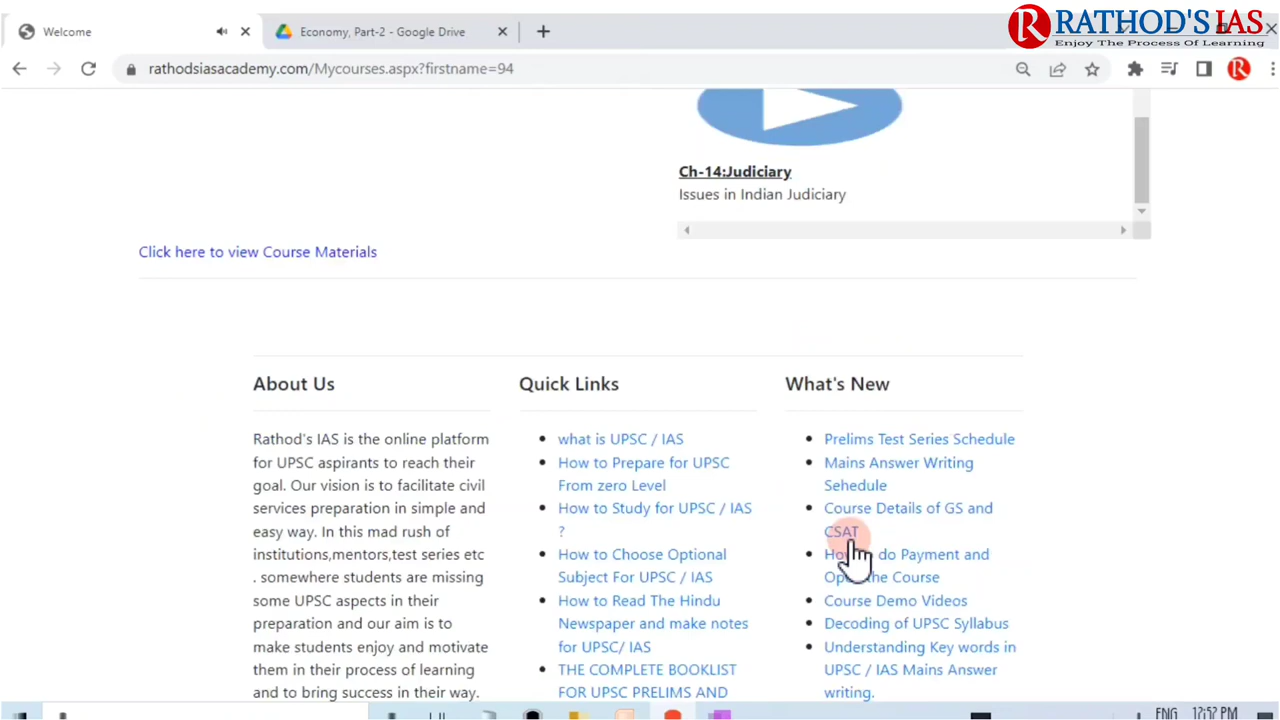 RATHOD'S IAS
Enjoy The Process Of Learning
Welcome
Economy, Part-2 - Google Drive
rathodsiasacademy.com/Mycourses.aspx?firstname=94
Ch-14:Judiciary
Issues in Indian Judiciary
Click here to view Course Materials
About Us
Rathod's IAS is the online platform
for UPSC aspirants to reach their
goal. Our vision is to facilitate civil
services preparation in simple and
easy way. In this mad rush of
institutions,mentors,test series etc
. somewhere students are missing
some UPSC aspects in their
preparation and our aim is to
make students enjoy and motivate
them in their process of learning
and to bring success in their way.
Quick Links
what is UPSC / IAS
How to Prepare for UPSC
From zero Level
How to Study for UPSC / IAS
?
How to Choose Optional
Subject For UPSC / IAS
How to Read The Hindu
Newspaper and make notes
for UPSC/ IAS
THE COMPLETE BOOKLIST
FOR UPSC PRELIMS AND
What's New
Prelims Test Series Schedule
Mains Answer Writing
Sehedule
Course Details of GS and
CSAT
do Payment and
the Course
Course Demo Videos
Decoding of UPSC Syllabus
Understanding Key words in
UPSC / IAS Mains Answer
writing.
ENG 12:52 PM